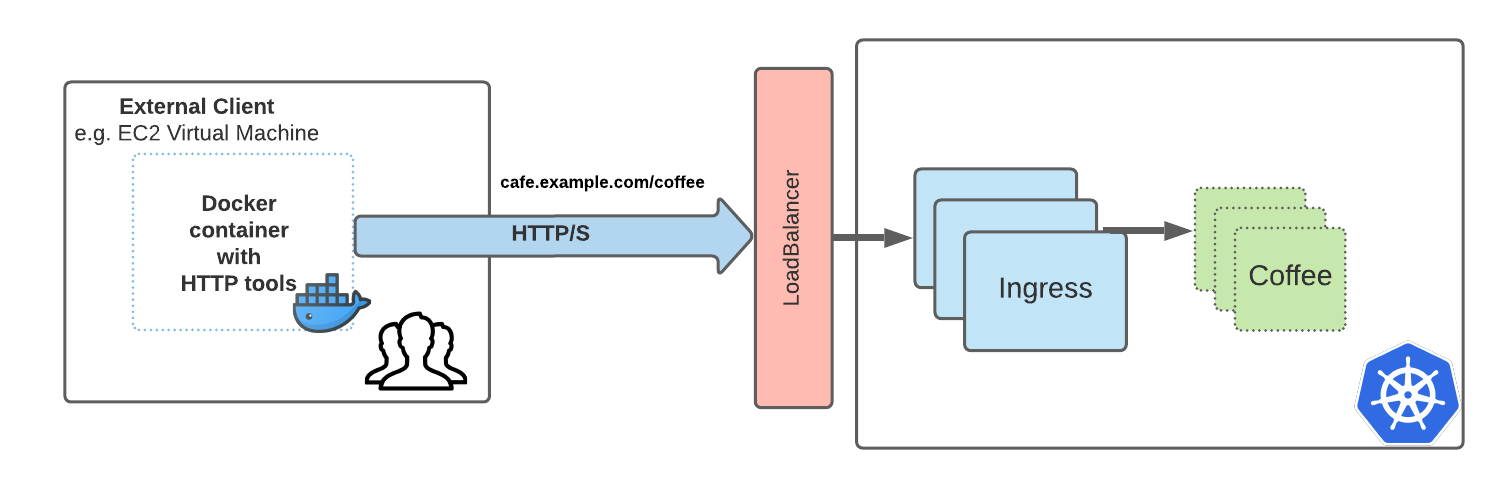 External Client
e.g. EC2 Virtual Machine
Docker
container
with
HTTP tools
cafe.example.com/coffee
HTTP/S
LoadBalancer
Ingress
Coffee